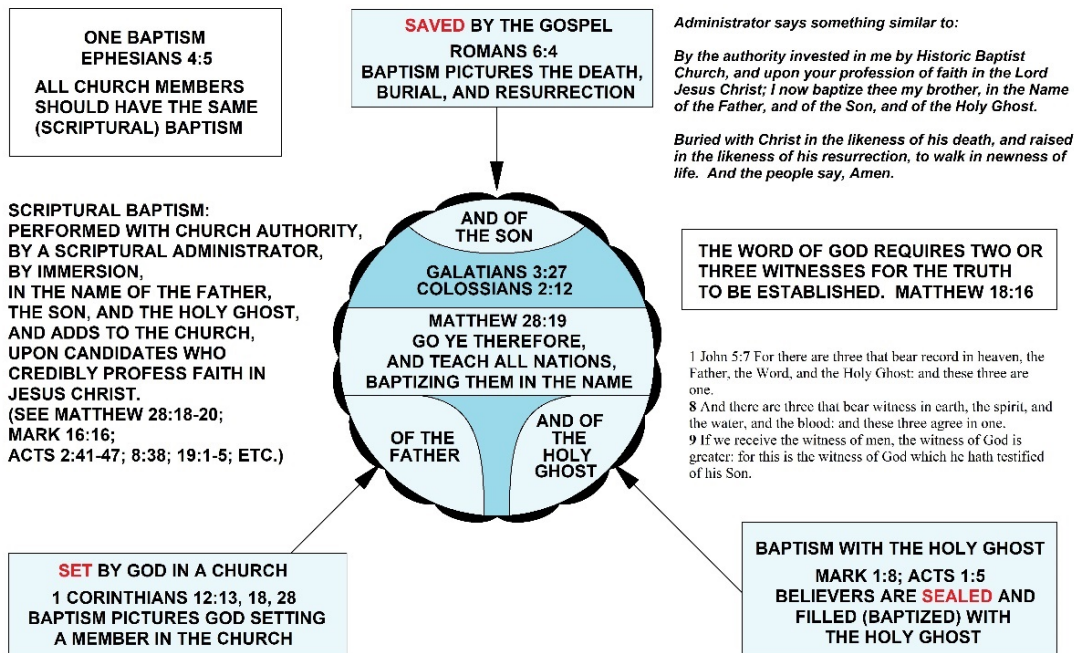 ONE BAPTISM
EPHESIANS 4:5
ALL CHURCH MEMBERS
SHOULD HAVE THE SAME
(SCRIPTURAL) BAPTISM
SAVED BY THE GOSPEL
ROMANS 6:4
BAPTISM PICTURES THE DEATH,
BURIAL, AND RESURRECTION
Administrator says something similar to:
By the authority invested in me by Historic Baptist
Church, and upon your profession of faith in the Lord
Jesus Christ; I now baptize thee my brother, in the Name
of the Father, and of the Son, and of the Holy Ghost.
Buried with Christ in the likeness of his death, and raised
in the likeness of his resurrection, to walk in newness of
life. And the people say, Amen.
SCRIPTURAL BAPTISM:
PERFORMED WITH CHURCH AUTHORITY,
BY A SCRIPTURAL ADMINISTRATOR,
BY IMMERSION,
IN THE NAME OF THE FATHER,
THE SON, AND THE HOLY GHOST,
AND ADDS TO THE CHURCH,
UPON CANDIDATES WHO
CREDIBLY PROFESS FAITH IN
JESUS CHRIST.
(SEE MATTHEW 28:18-20;
MARK 16:16;
ACTS 2:41-47; 8:38; 19:1-5; ETC.)
AND OF
THE SON
GALATIANS 3:27
COLOSSIANS 2:12
MATTHEW 28:19
GO YE THEREFORE,
AND TEACH ALL NATIONS,
BAPTIZING THEM IN THE NAME
OF THE
FATHER
AND OF
THE
HOLY
GHOST
THE WORD OF GOD REQUIRES TWO OR
THREE WITNESSES FOR THE TRUTH
TO BE ESTABLISHED. MATTHEW 18:16
1 John 5:7 For there are three that bear record in heaven, the
Father, the Word, and the Holy Ghost: and these three are
one.
8 And there are three that bear witness in earth, the spirit, and
the water, and the blood: and these three agree in one.
9 If we receive the witness of men, the witness of God is
greater: for this is the witness of God which he hath testified
of his Son.
SET BY GOD IN A CHURCH
1 CORINTHIANS 12:13, 18, 28
BAPTISM PICTURES GOD SETTING
A MEMBER IN THE CHURCH
BAPTISM WITH THE HOLY GHOST
MARK 1:8; ACTS 1:5
BELIEVERS ARE SEALED AND
FILLED (BAPTIZED) WITH
THE HOLY GHOST